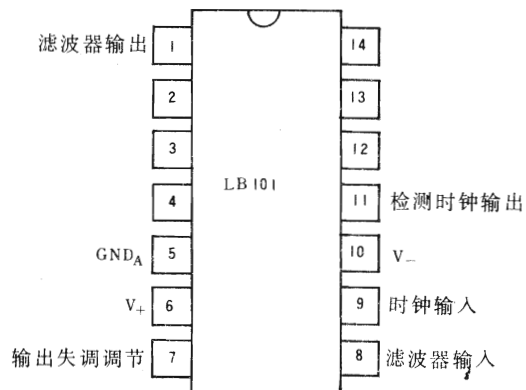 滤波器输出 1 14
2 13
3 12
LB101
4 11 检测时钟输出
GNDA 5 10 V−
V+ 6 9 时钟输入
输出失调调节 7 8 滤波器输入